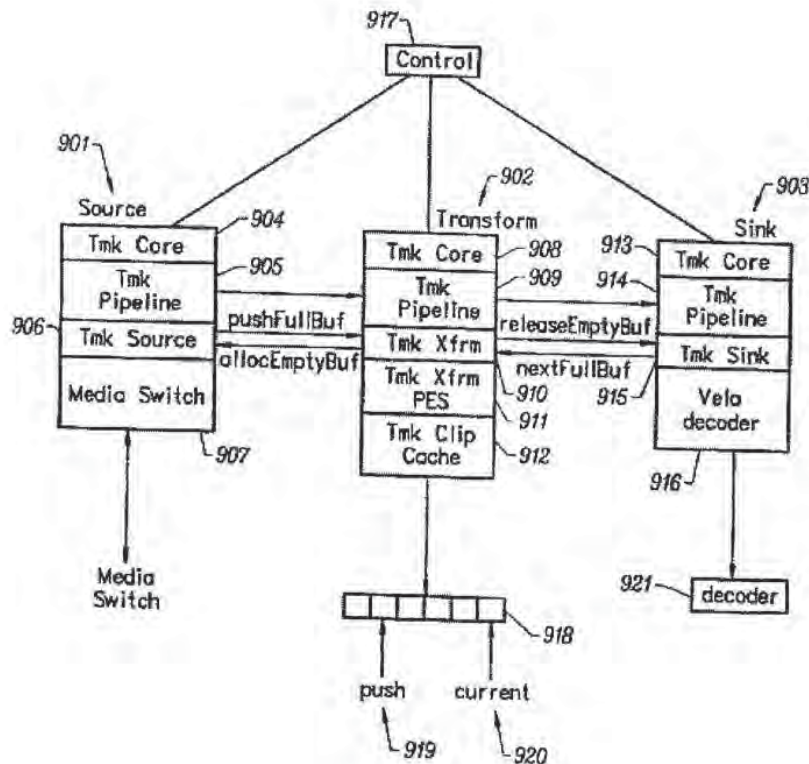 917
Control
901
902
903
Source
904
Transform
908
Sink
913
Tmk Core
905
Tmk Core
909
914
Tmk Core
Tmk
Pipeline
Tmk
Pipeline
Tmk
Pipeline
906
pushFullBuf
releaseEmptyBuf
Tmk Source
allocEmptyBuf
Tmk Xfrm
nextFullBuf
Tmk Sink
910
915
Media Switch
Tmk Xfrm
PES
911
Vela
decoder
907
Tmk Clip
Cache
912
916
Media
Switch
921
decoder
918
push
current
919
920